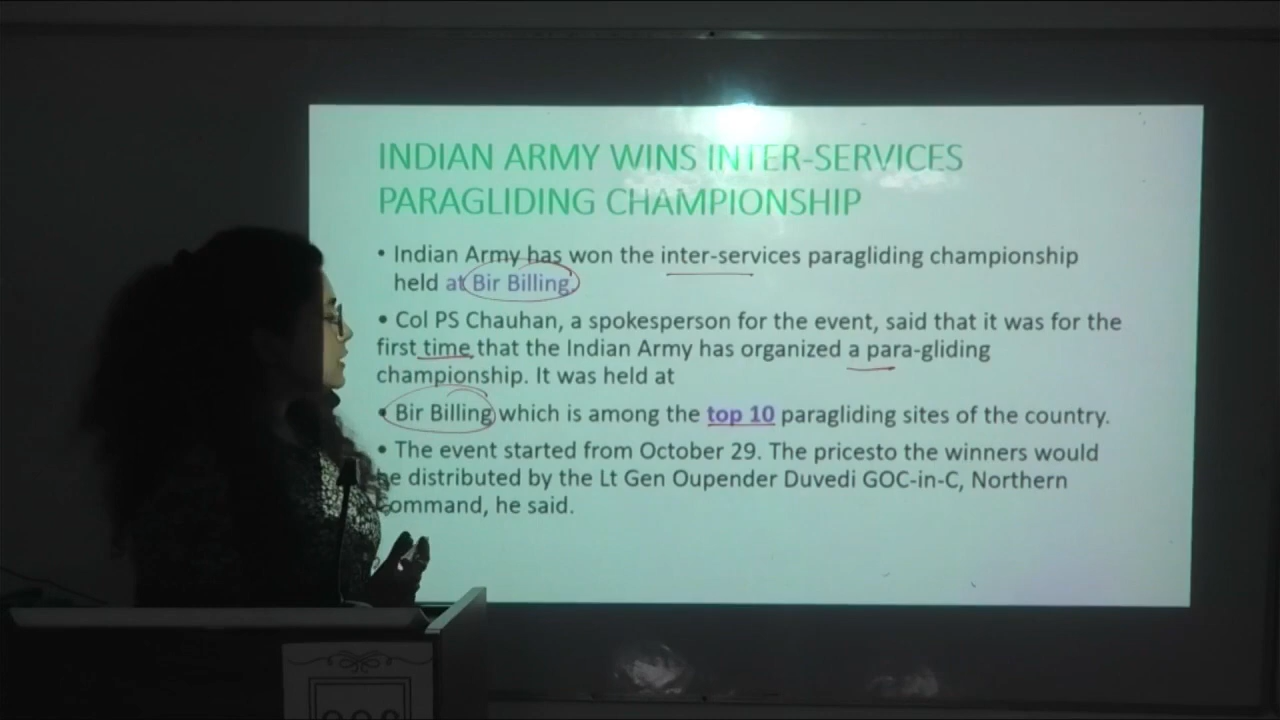 INDIAN ARMY WINS INTER-SERVICES
PARAGLIDING CHAMPIONSHIP
• Indian Army has won the inter-services paragliding championship
held at Bir Billing.
• Col PS Chauhan, a spokesperson for the event, said that it was for the
first time that the Indian Army has organized a para-gliding
championship. It was held at
• Bir Billing which is among the top 10 paragliding sites of the country.
• The event started from October 29. The pricesto the winners would
be distributed by the Lt Gen Oupender Duvedi GOC-in-C, Northern
Command, he said.